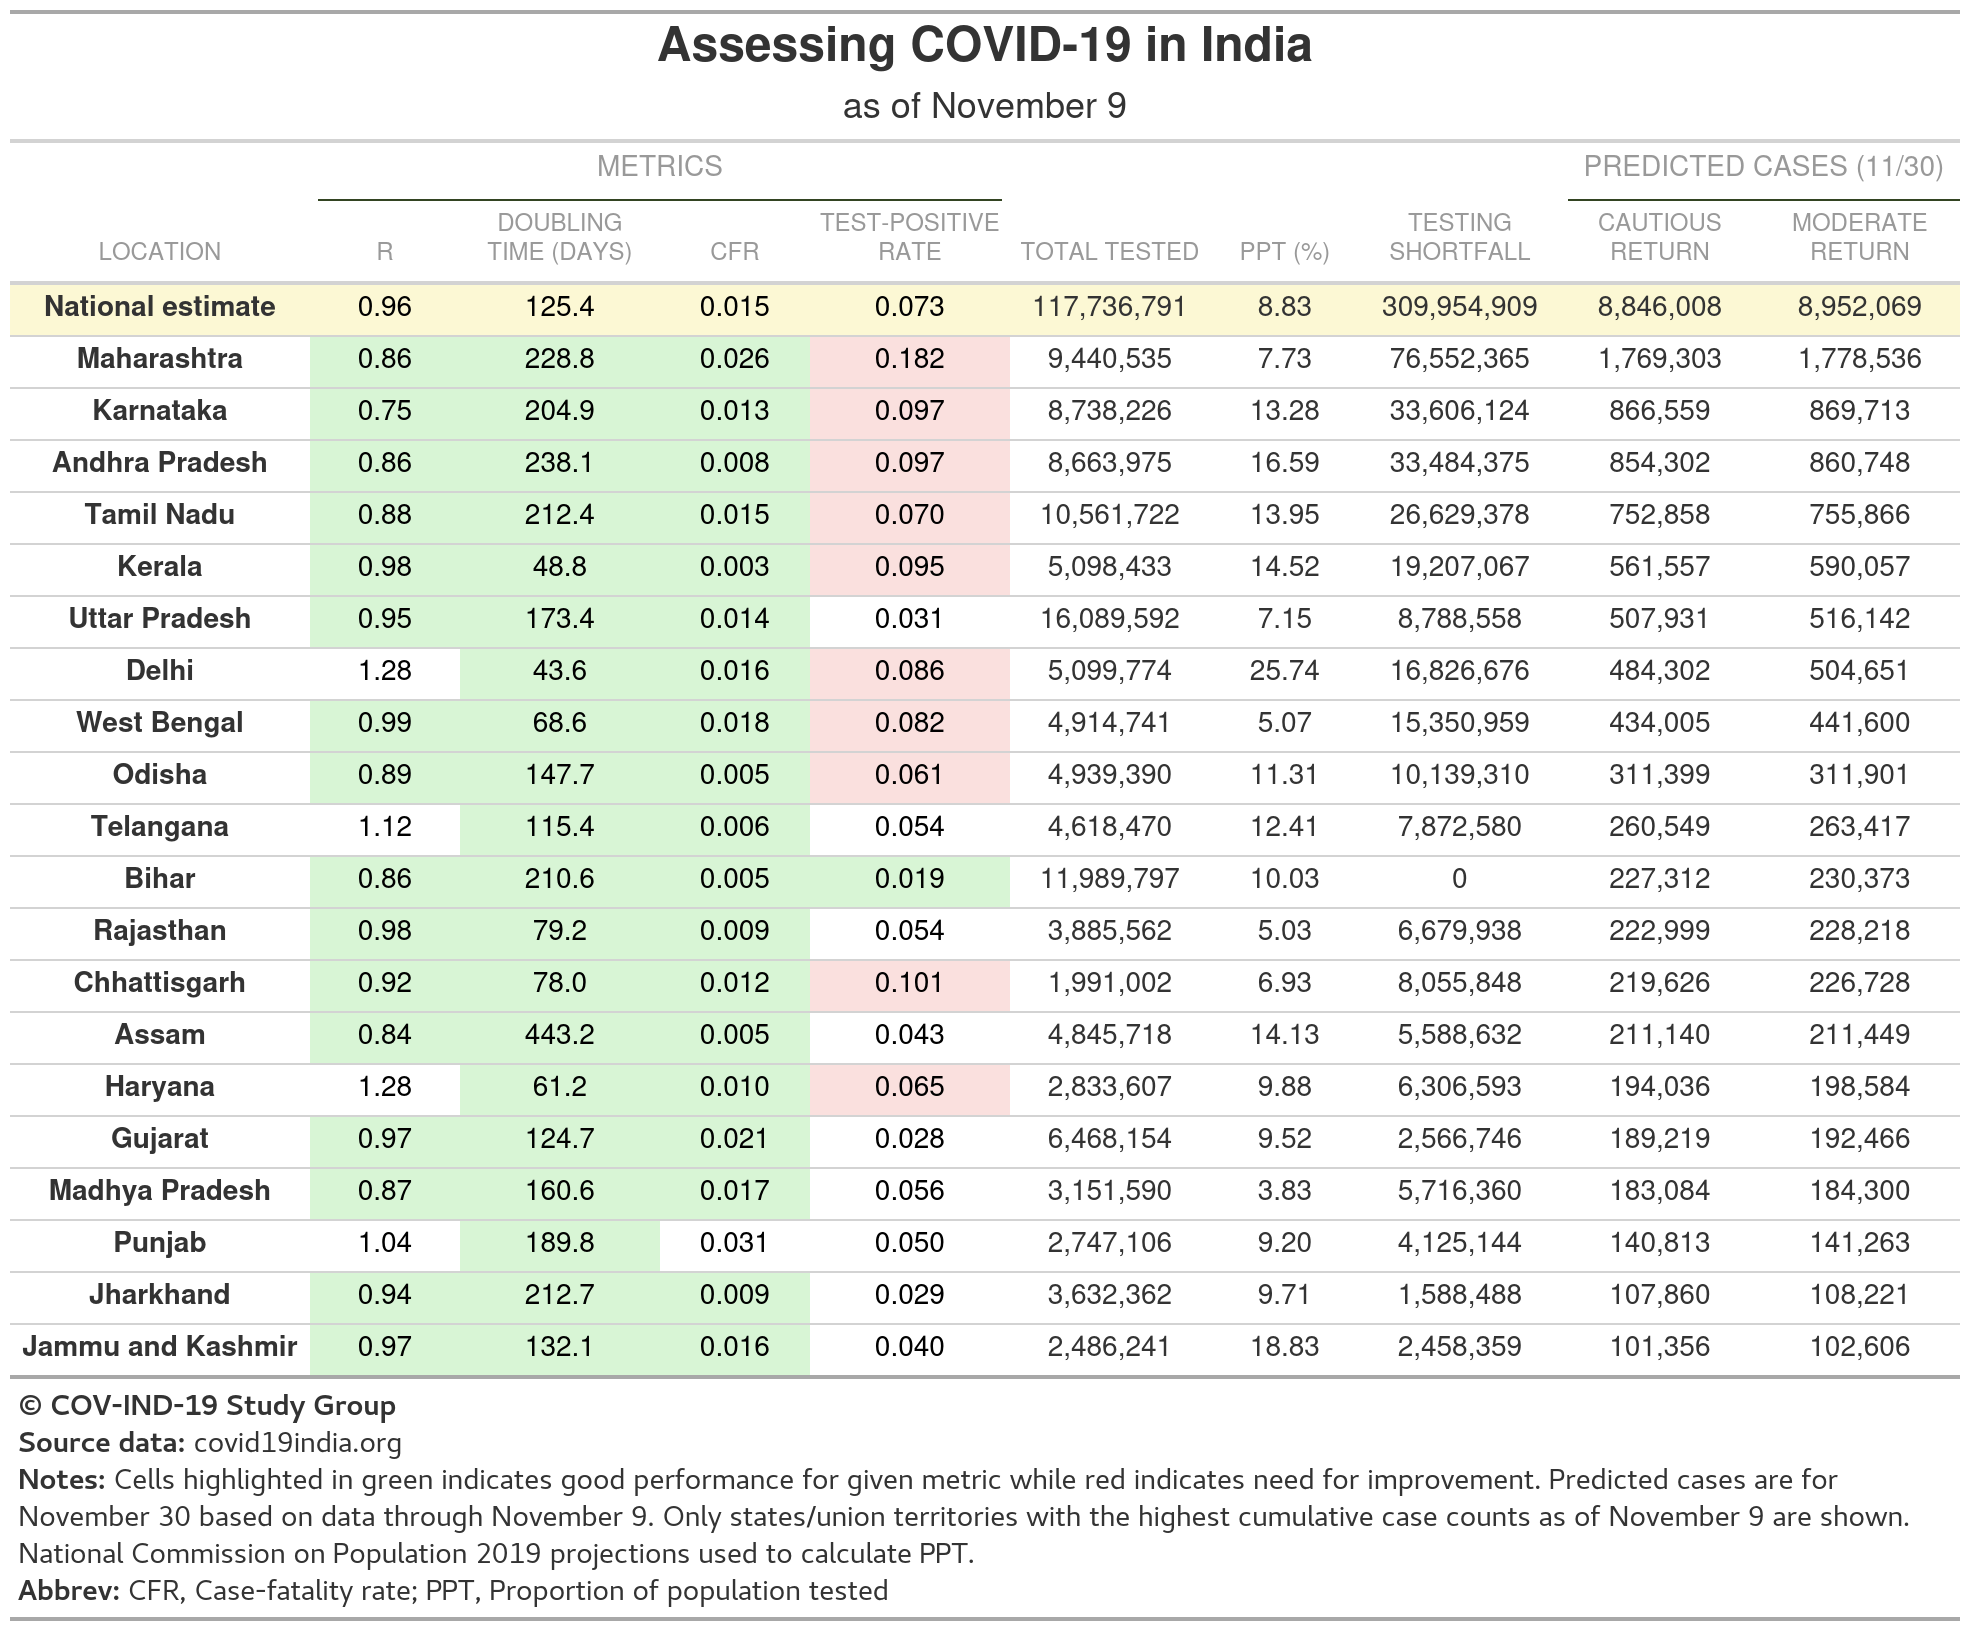 Assessing COVID-19 in India
as of November 9
METRICS PREDICTED CASES (11/30)
LOCATION R DOUBLING TIME (DAYS) CFR TEST-POSITIVE RATE TOTAL TESTED PPT (%) TESTING SHORTFALL CAUTIOUS RETURN MODERATE RETURN
National estimate 0.96 125.4 0.015 0.073 117,736,791 8.83 309,954,909 8,846,008 8,952,069
Maharashtra 0.86 228.8 0.026 0.182 9,440,535 7.73 76,552,365 1,769,303 1,778,536
Karnataka 0.75 204.9 0.013 0.097 8,738,226 13.28 33,606,124 866,559 869,713
Andhra Pradesh 0.86 238.1 0.008 0.097 8,663,975 16.59 33,484,375 854,302 860,748
Tamil Nadu 0.88 212.4 0.015 0.070 10,561,722 13.95 26,629,378 752,858 755,866
Kerala 0.98 48.8 0.003 0.095 5,098,433 14.52 19,207,067 561,557 590,057
Uttar Pradesh 0.95 173.4 0.014 0.031 16,089,592 7.15 8,788,558 507,931 516,142
Delhi 1.28 43.6 0.016 0.086 5,099,774 25.74 16,826,676 484,302 504,651
West Bengal 0.99 68.6 0.018 0.082 4,914,741 5.07 15,350,959 434,005 441,600
Odisha 0.89 147.7 0.005 0.061 4,939,390 11.31 10,139,310 311,399 311,901
Telangana 1.12 115.4 0.006 0.054 4,618,470 12.41 7,872,580 260,549 263,417
Bihar 0.86 210.6 0.005 0.019 11,989,797 10.03 0 227,312 230,373
Rajasthan 0.98 79.2 0.009 0.054 3,885,562 5.03 6,679,938 222,999 228,218
Chhattisgarh 0.92 78.0 0.012 0.101 1,991,002 6.93 8,055,848 219,626 226,728
Assam 0.84 443.2 0.005 0.043 4,845,718 14.13 5,588,632 211,140 211,449
Haryana 1.28 61.2 0.010 0.065 2,833,607 9.88 6,306,593 194,036 198,584
Gujarat 0.97 124.7 0.021 0.028 6,468,154 9.52 2,566,746 189,219 192,466
Madhya Pradesh 0.87 160.6 0.017 0.056 3,151,590 3.83 5,716,360 183,084 184,300
Punjab 1.04 189.8 0.031 0.050 2,747,106 9.20 4,125,144 140,813 141,263
Jharkhand 0.94 212.7 0.009 0.029 3,632,362 9.71 1,588,488 107,860 108,221
Jammu and Kashmir 0.97 132.1 0.016 0.040 2,486,241 18.83 2,458,359 101,356 102,606
© COV-IND-19 Study Group
Source data: covid19india.org
Notes: Cells highlighted in green indicates good performance for given metric while red indicates need for improvement. Predicted cases are for
November 30 based on data through November 9. Only states/union territories with the highest cumulative case counts as of November 9 are shown.
National Commission on Population 2019 projections used to calculate PPT.
Abbrev: CFR, Case-fatality rate; PPT, Proportion of population tested